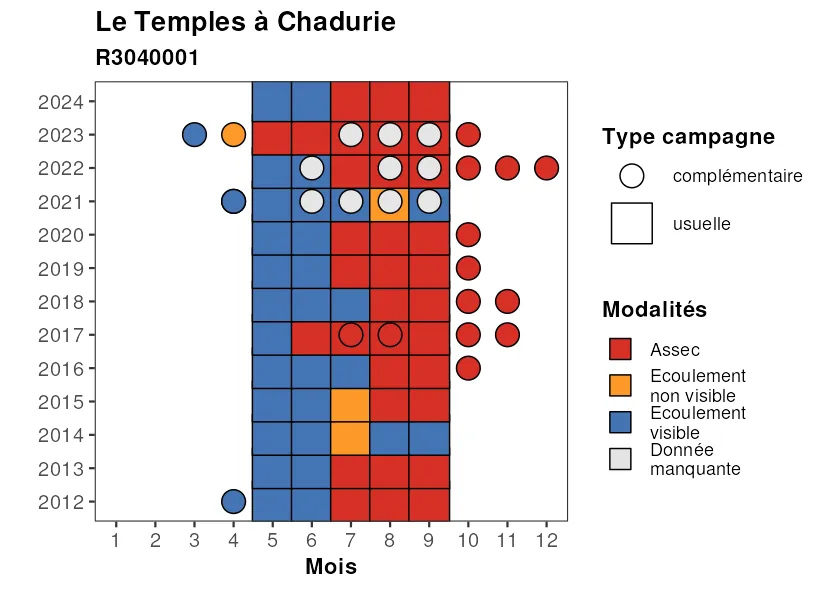 Le Temples à Chadurie
R3040001
2024
2023
2022
2021
2020
2019
2018
2017
2016
2015
2014
2013
2012
1 2 3 4 5 6 7 8 9 10 11 12
Mois
Type campagne
complémentaire
usuelle
Modalités
Assec
Ecoulement
non visible
Ecoulement
visible
Donnée
manquante